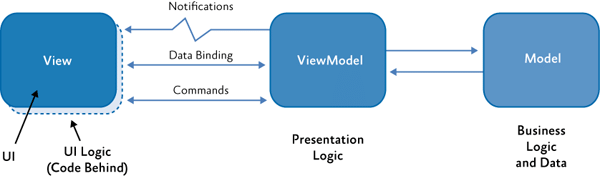 Notifications
View
Data Binding
ViewModel
Model
Commands
UI
UI Logic
(Code Behind)
Presentation
Logic
Business
Logic
and Data